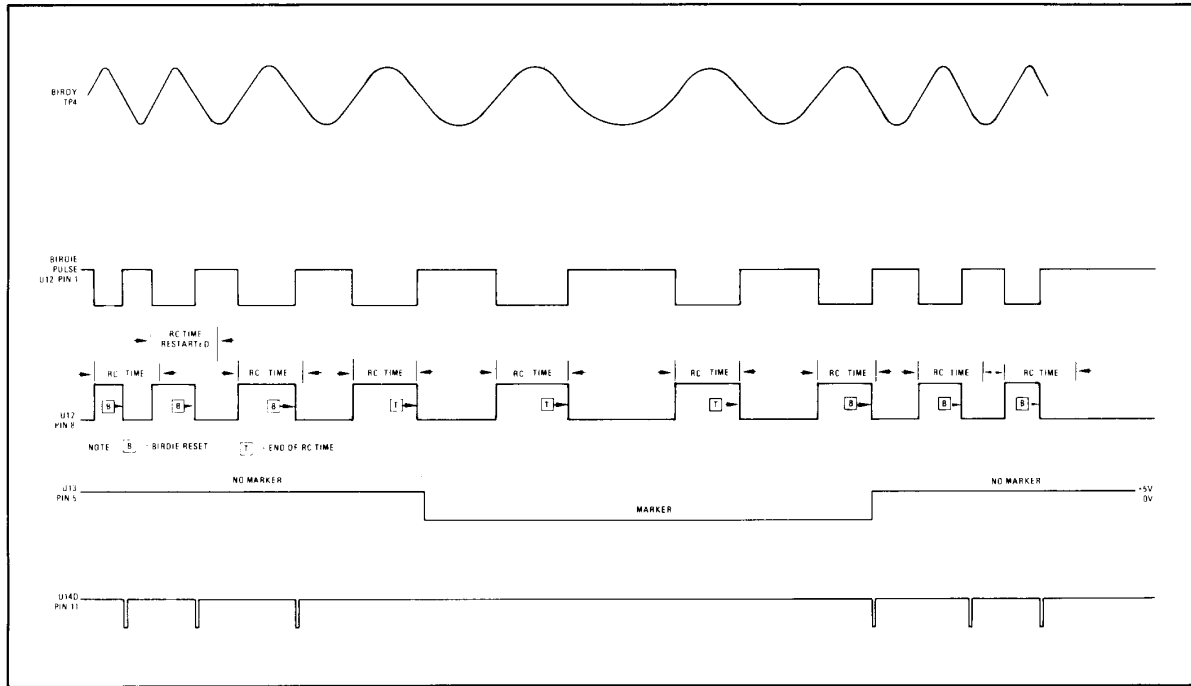 BIRDY
TP4
BIRDIE
PULSE
U12 PIN 1
RC TIME
RESTARTED
RC TIME
RC TIME
RC TIME
RC TIME
RC TIME
RC TIME
RC TIME
RC TIME
U12
PIN 8
B
B
B
T
T
T
B
B
B
NOTE B - BIRDIE RESET T - END OF RC TIME
U13
PIN 5
NO MARKER
MARKER
NO MARKER
+5V
0V
U14D
PIN 11